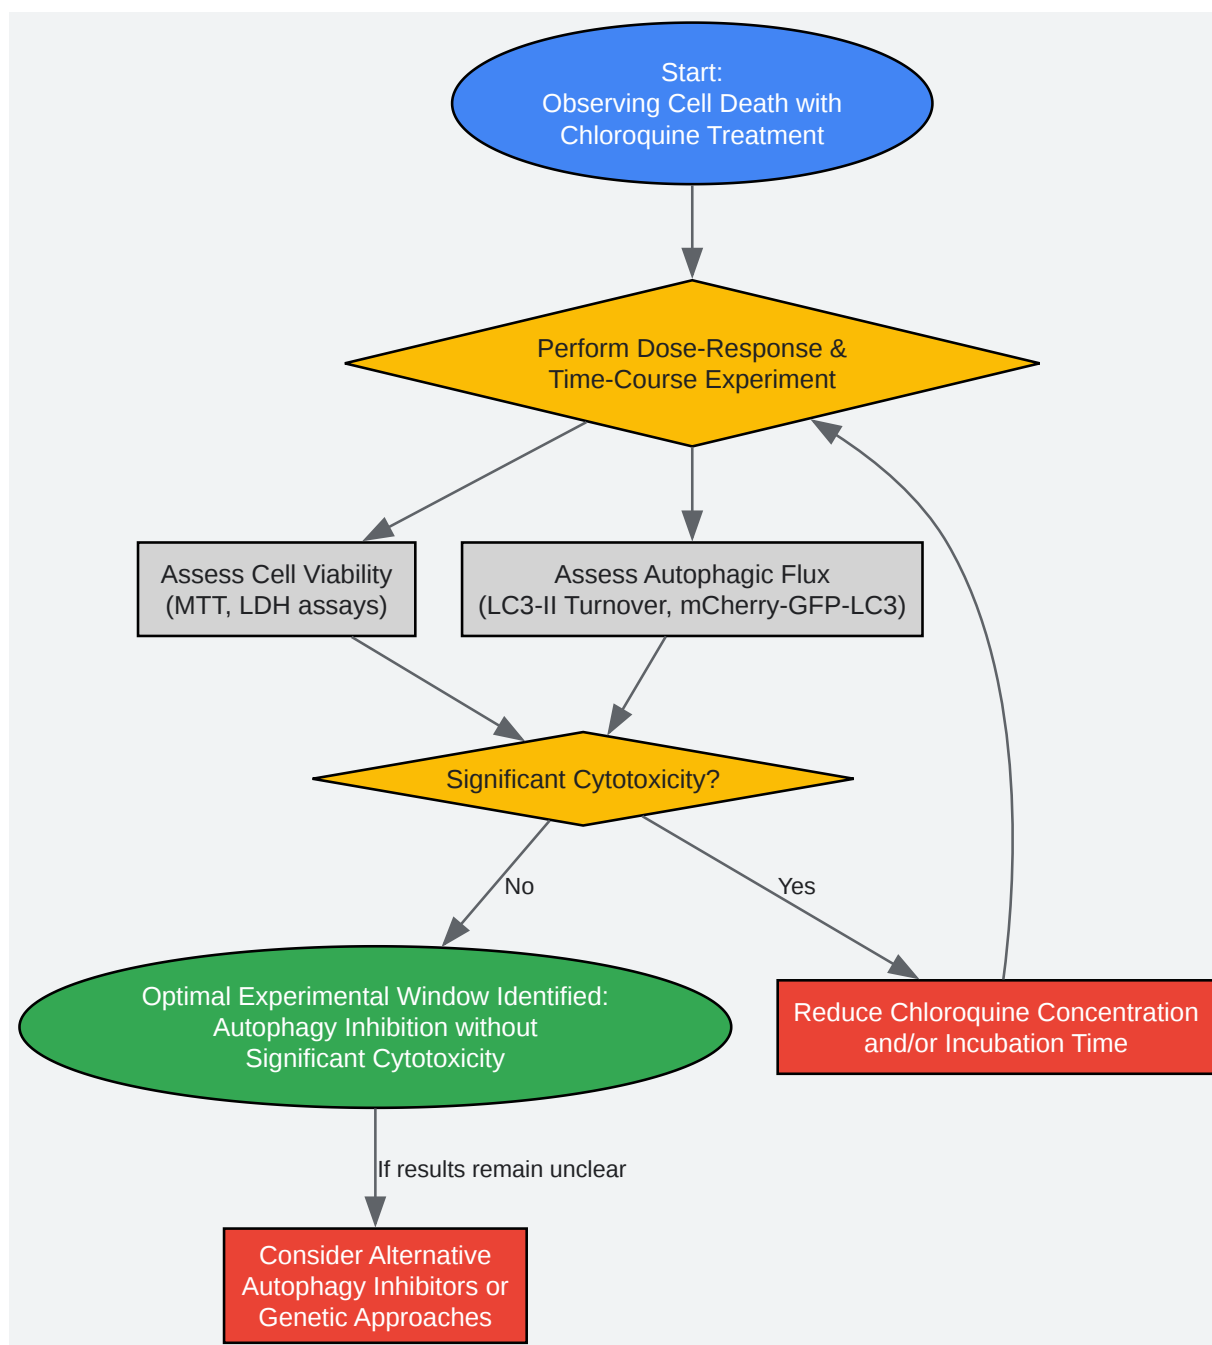 Start:
Observing Cell Death with
Chloroquine Treatment
Perform Dose-Response &
Time-Course Experiment
Assess Cell Viability
(MTT, LDH assays)
Assess Autophagic Flux
(LC3-II Turnover, mCherry-GFP-LC3)
Significant Cytotoxicity?
No
Yes
Optimal Experimental Window Identified:
Autophagy Inhibition without
Significant Cytotoxicity
Reduce Chloroquine Concentration
and/or Incubation Time
If results remain unclear
Consider Alternative
Autophagy Inhibitors or
Genetic Approaches